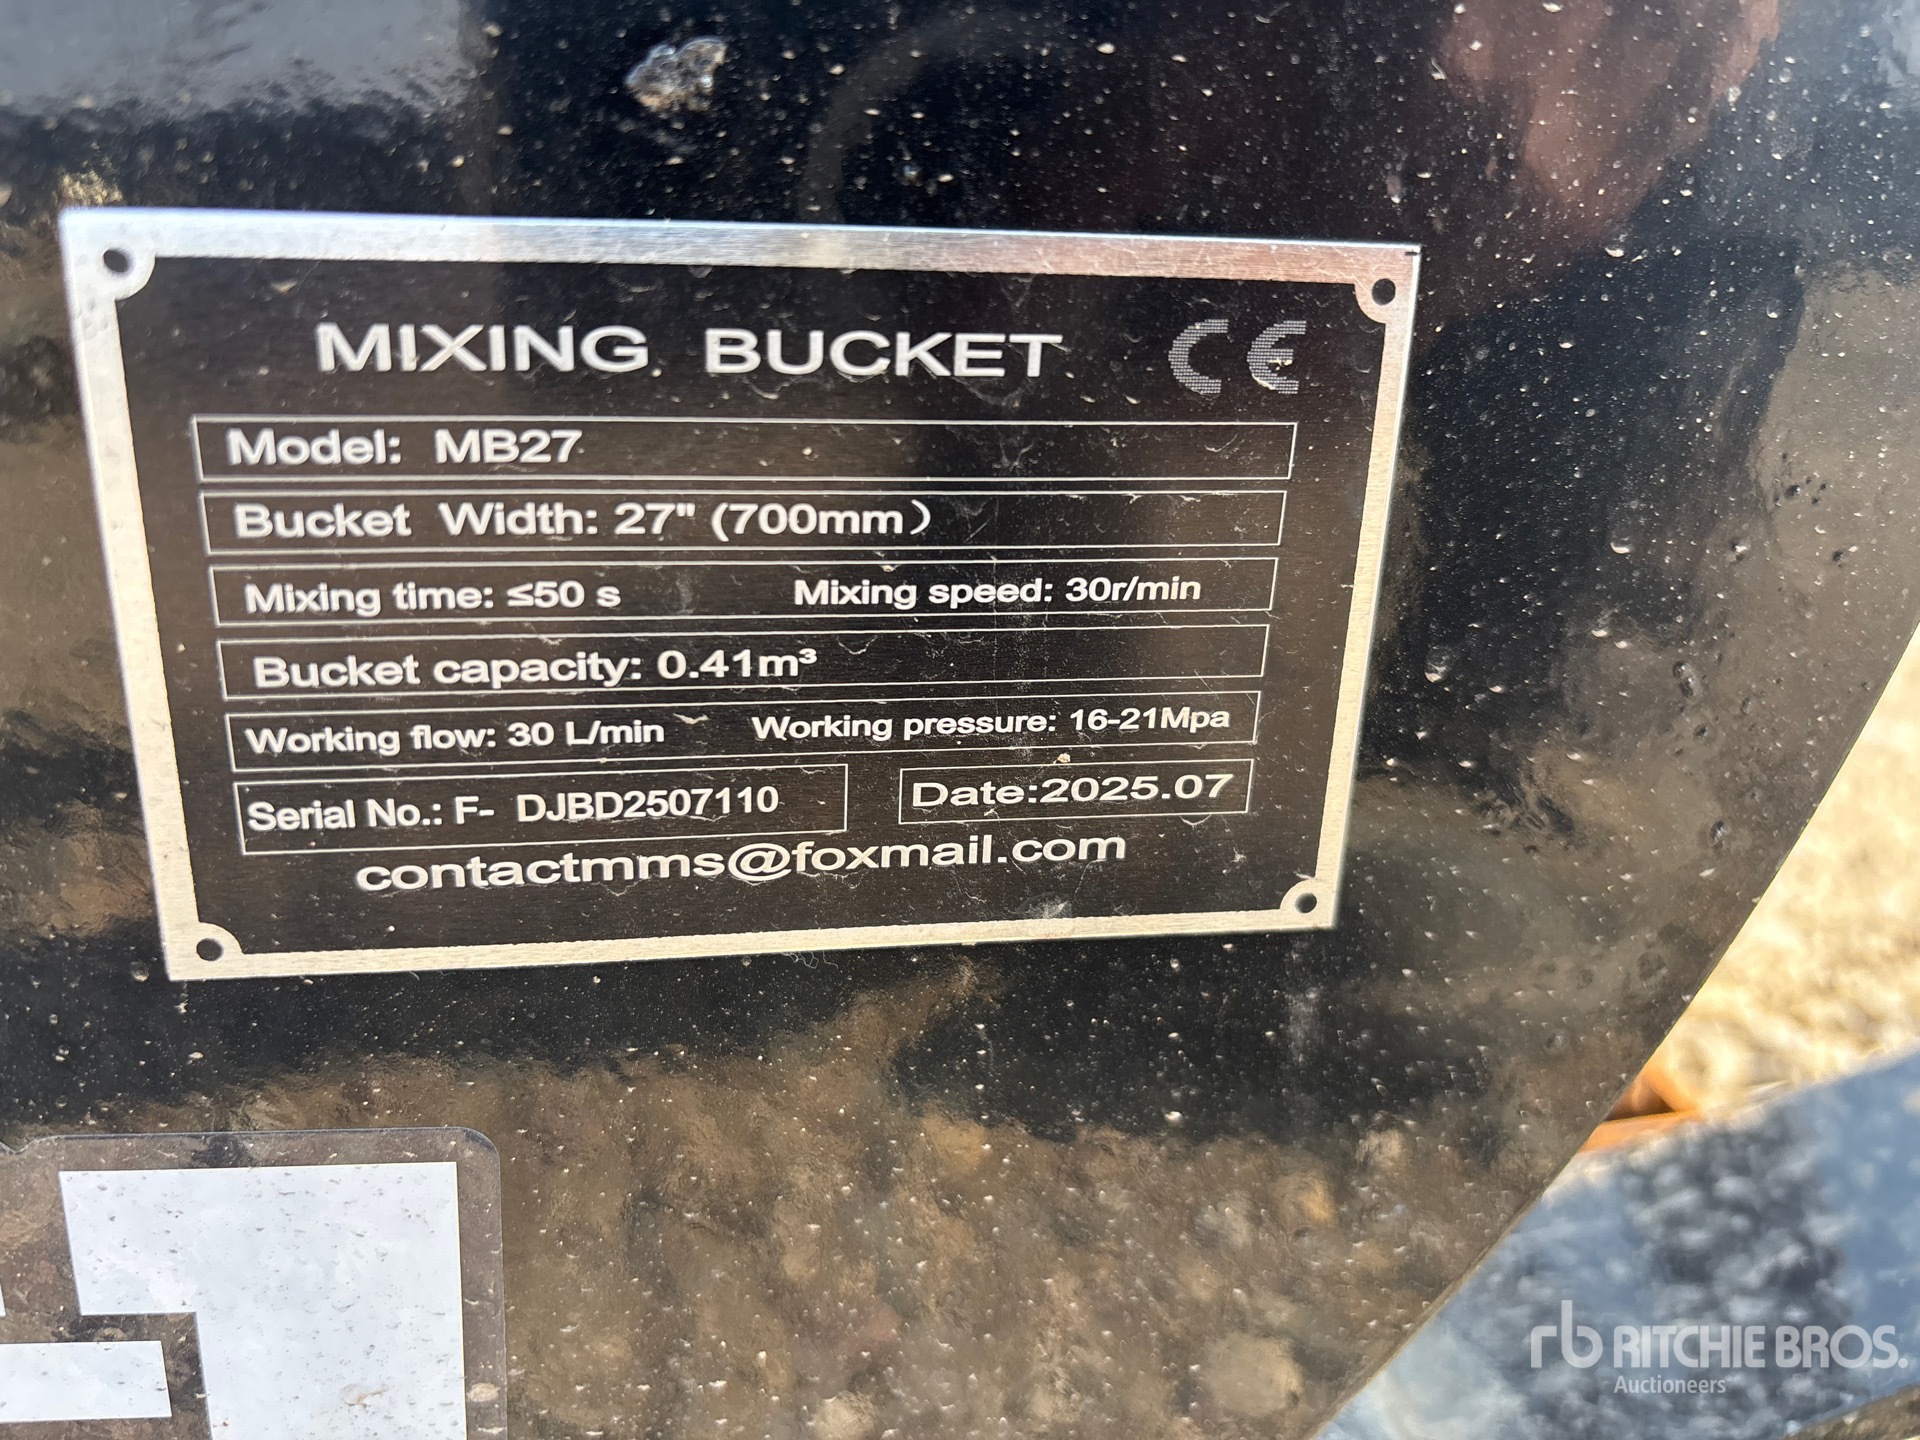 MIXING BUCKET CE
Model: MB27
Bucket Width: 27" (700mm）
Mixing time: ≤50 s Mixing speed: 30r/min
Bucket capacity: 0.41m³
Working flow: 30 L/min Working pressure: 16-21Mpa
Serial No.: F- DJBD2507110 Date:2025.07
contactmms@foxmail.com
rb RITCHIE BROS.
Auctioneers